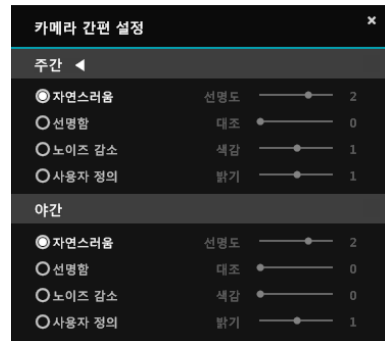 카메라 간편 설정 ×
주간 ◀
자연스러움 선명도 2
선명함 대조 0
노이즈 감소 색감 1
사용자 정의 밝기 1
야간
자연스러움 선명도 2
선명함 대조 0
노이즈 감소 색감 0
사용자 정의 밝기 1